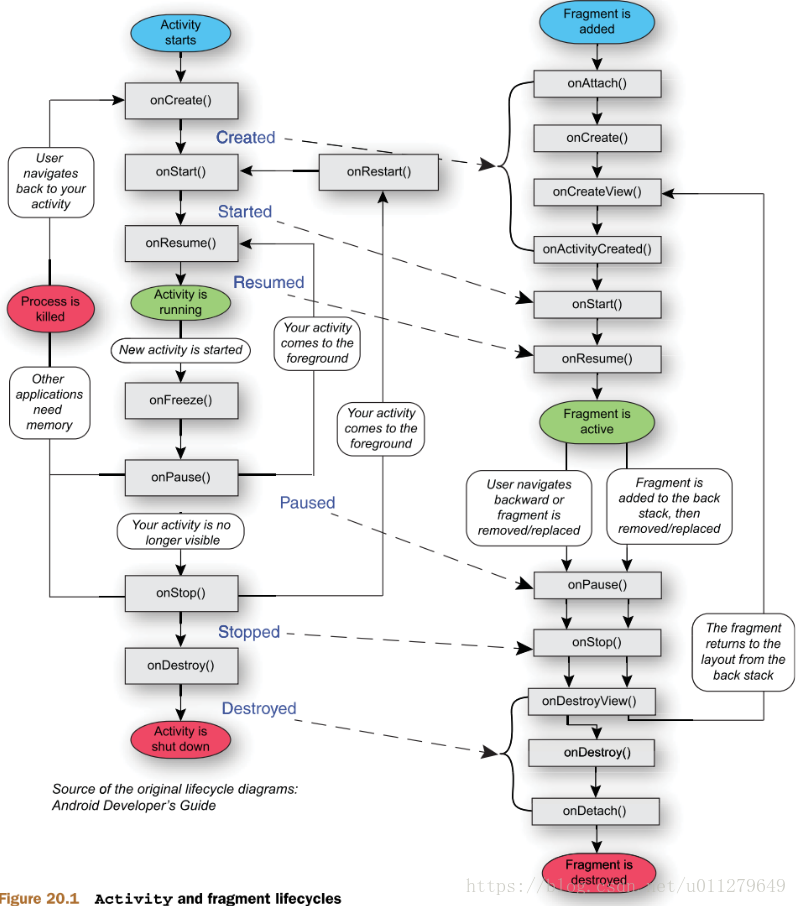 Activity
starts
onCreate()
Created
User
navigates
back to your
activity
onStart()
onRestart()
Started
onResume()
Resumed
Process is
killed
Activity is
running
New activity is started
Your activity
comes to the
foreground
Other
applications
need
memory
onFreeze()
Your activity
comes to the
foreground
onPause()
Paused
Your activity is no
longer visible
onStop()
Stopped
onDestroy()
Destroyed
Activity is
shut down
Source of the original lifecycle diagrams:
Android Developer's Guide
Fragment is
added
onAttach()
onCreate()
onCreateView()
onActivityCreated()
onStart()
onResume()
Fragment is
active
User navigates
backward or
fragment is
removed/replaced
Fragment is
added to the back
stack, then
removed/replaced
onPause()
onStop()
The fragment
returns to the
layout from the
back stack
onDestroyView()
onDestroy()
onDetach()
Fragment is
destroyed
https://blog.csdn.net/u011279649
Figure 20.1 Activity and fragment lifecycles